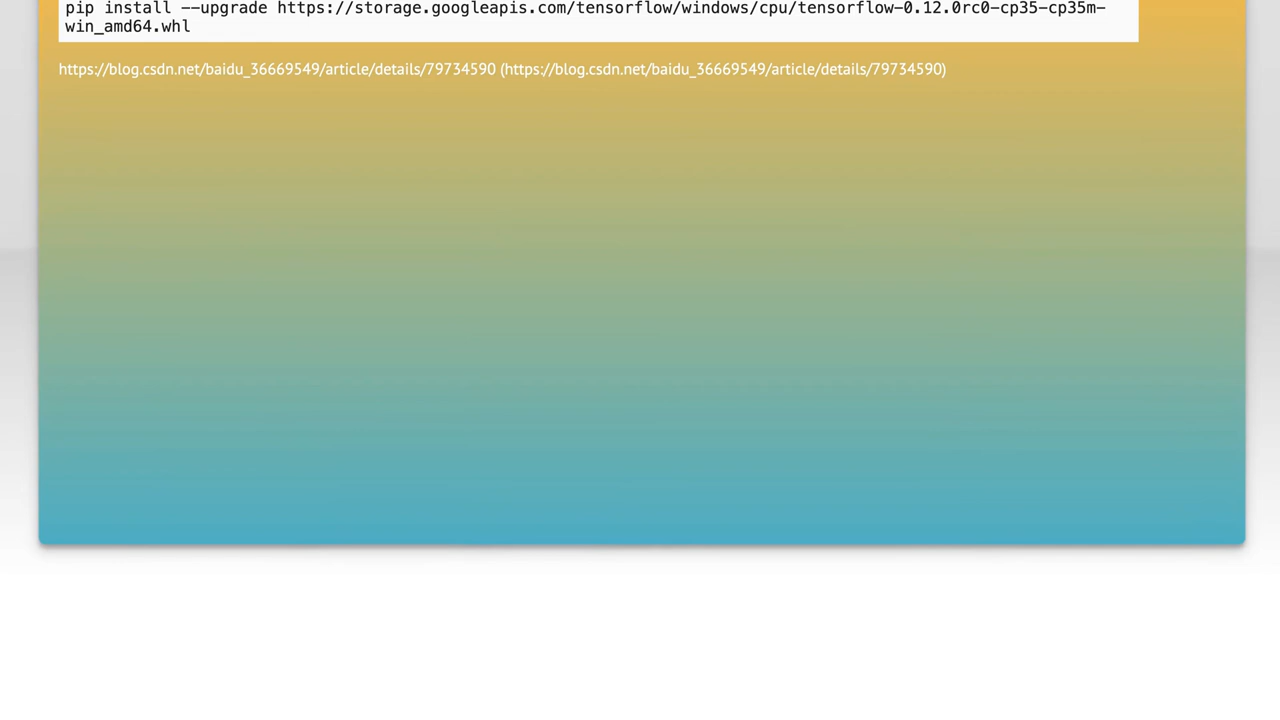 pip install --upgrade https://storage.googleapis.com/tensorflow/windows/cpu/tensorflow-0.12.0rc0-cp35-cp35m-
win_amd64.whl
https://blog.csdn.net/baidu_36669549/article/details/79734590 (https://blog.csdn.net/baidu_36669549/article/details/79734590)